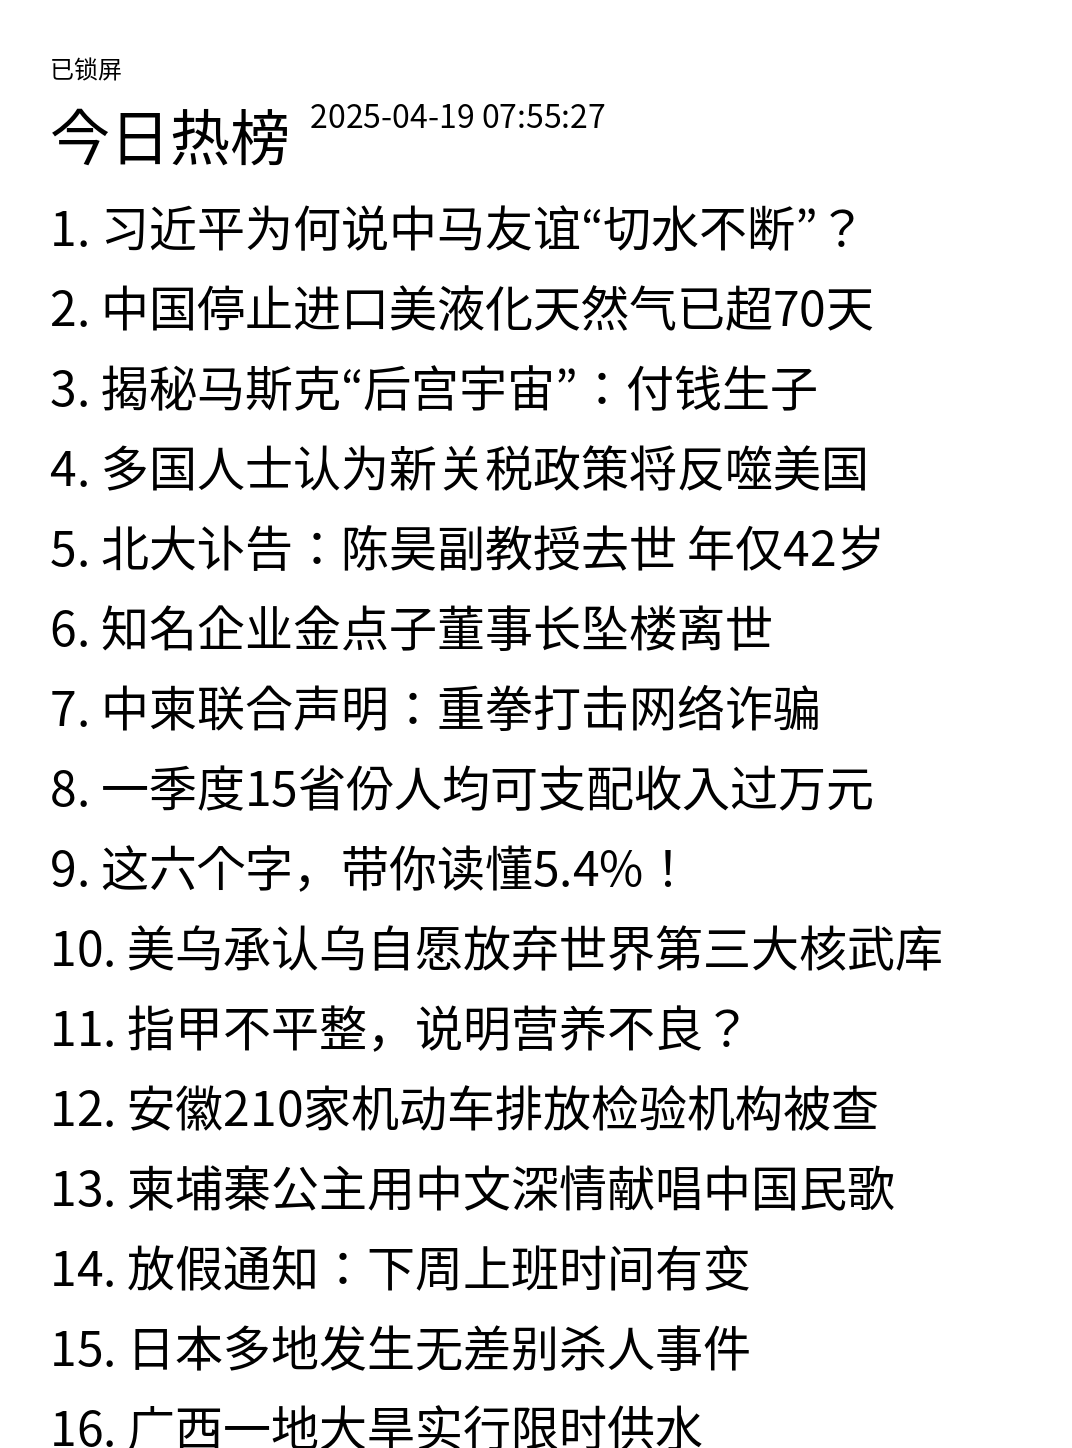 已锁屏
今日热榜 2025-04-19 07:55:27
1. 习近平为何说中马友谊“切水不断”？
2. 中国停止进口美液化天然气已超70天
3. 揭秘马斯克“后宫宇宙”：付钱生子
4. 多国人士认为新关税政策将反噬美国
5. 北大讣告：陈昊副教授去世 年仅42岁
6. 知名企业金点子董事长坠楼离世
7. 中柬联合声明：重拳打击网络诈骗
8. 一季度15省份人均可支配收入过万元
9. 这六个字，带你读懂5.4%！
10. 美乌承认乌自愿放弃世界第三大核武库
11. 指甲不平整，说明营养不良？
12. 安徽210家机动车排放检验机构被查
13. 柬埔寨公主用中文深情献唱中国民歌
14. 放假通知：下周上班时间有变
15. 日本多地发生无差别杀人事件
16. 广西一地大旱实行限时供水